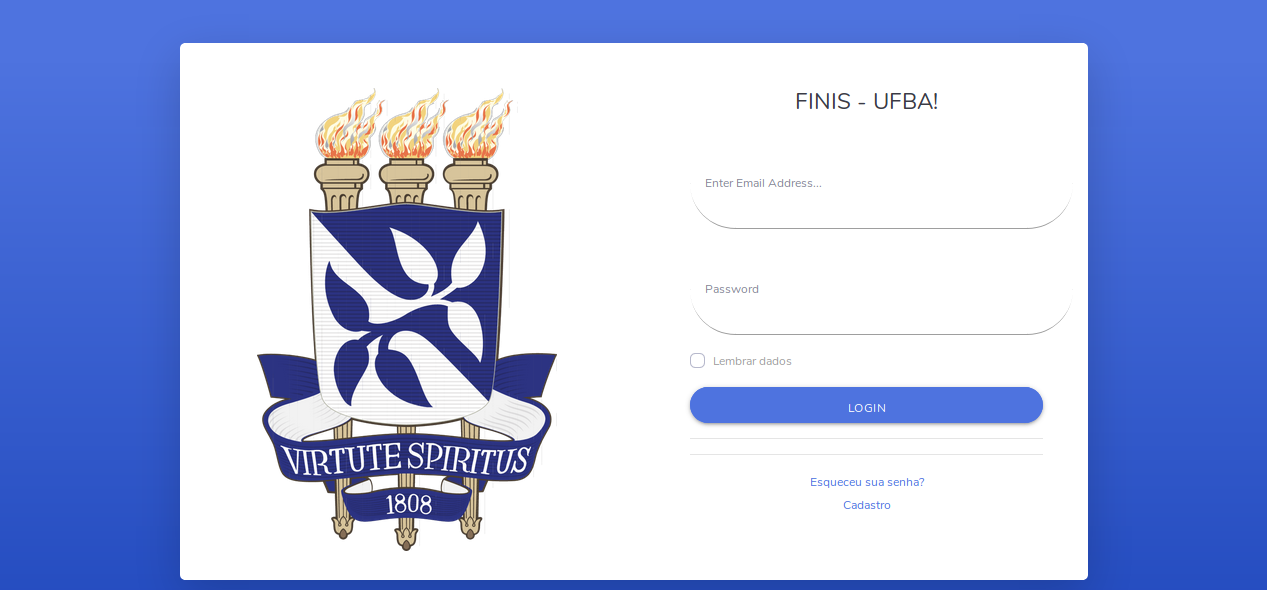 VIRTUTE SPIRITUS
1808
FINIS - UFBA!
Enter Email Address...
Password
Lembrar dados
LOGIN
Esqueceu sua senha?
Cadastro